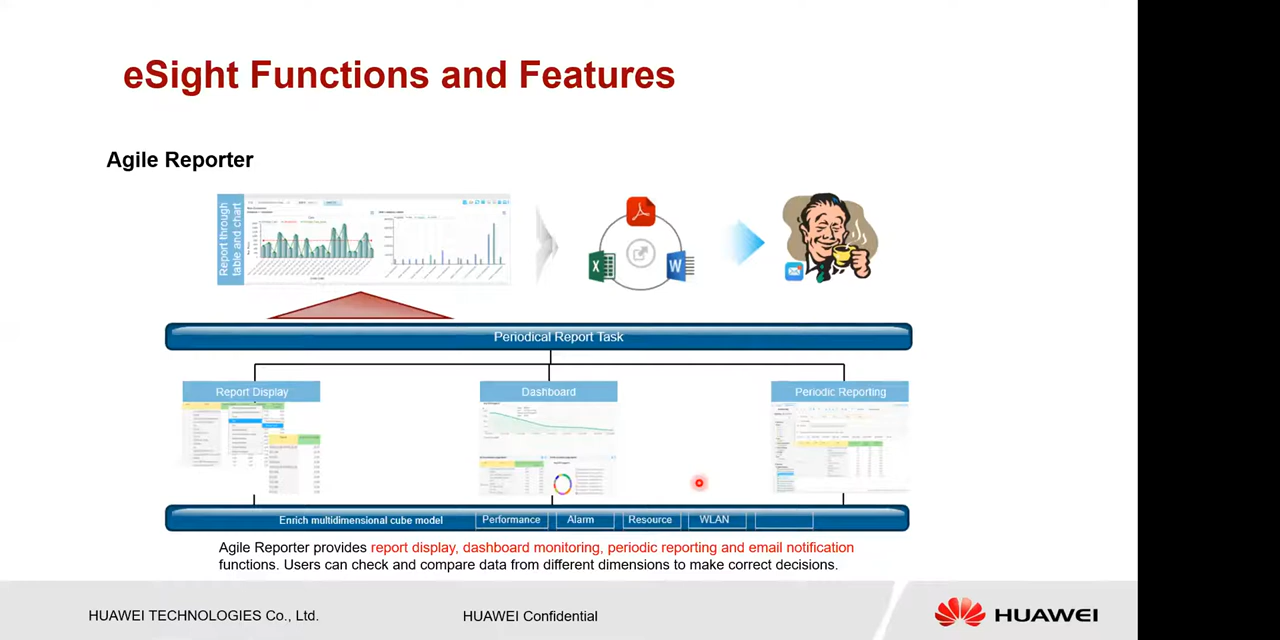 eSight Functions and Features
Agile Reporter
Report through
table and chart
X
W
Periodical Report Task
Report Display
Dashboard
Periodic Reporting
Enrich multidimensional cube model
Performance
Alarm
Resource
WLAN
Agile Reporter provides report display, dashboard monitoring, periodic reporting and email notification
functions. Users can check and compare data from different dimensions to make correct decisions.
HUAWEI TECHNOLOGIES Co., Ltd.
HUAWEI Confidential
HUAWEI